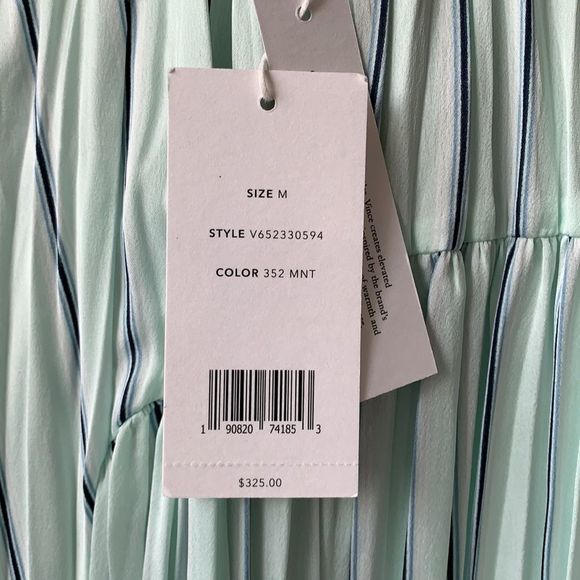 SIZE M
STYLE V652330594
COLOR 352 MNT
1 90820 74185 3
$325.00
Vince creates elevated
by the brand's
of warmth and